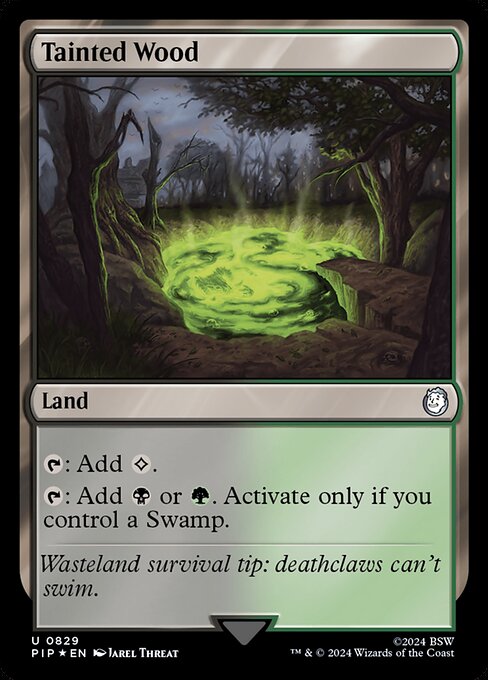 Tainted Wood
Land
: Add .
: Add or . Activate only if you
control a Swamp.
Wasteland survival tip: deathclaws can't
swim.
U 0829
PIP★EN JAREL THREAT
©2024 BSW
™ & © 2024 Wizards of the Coast